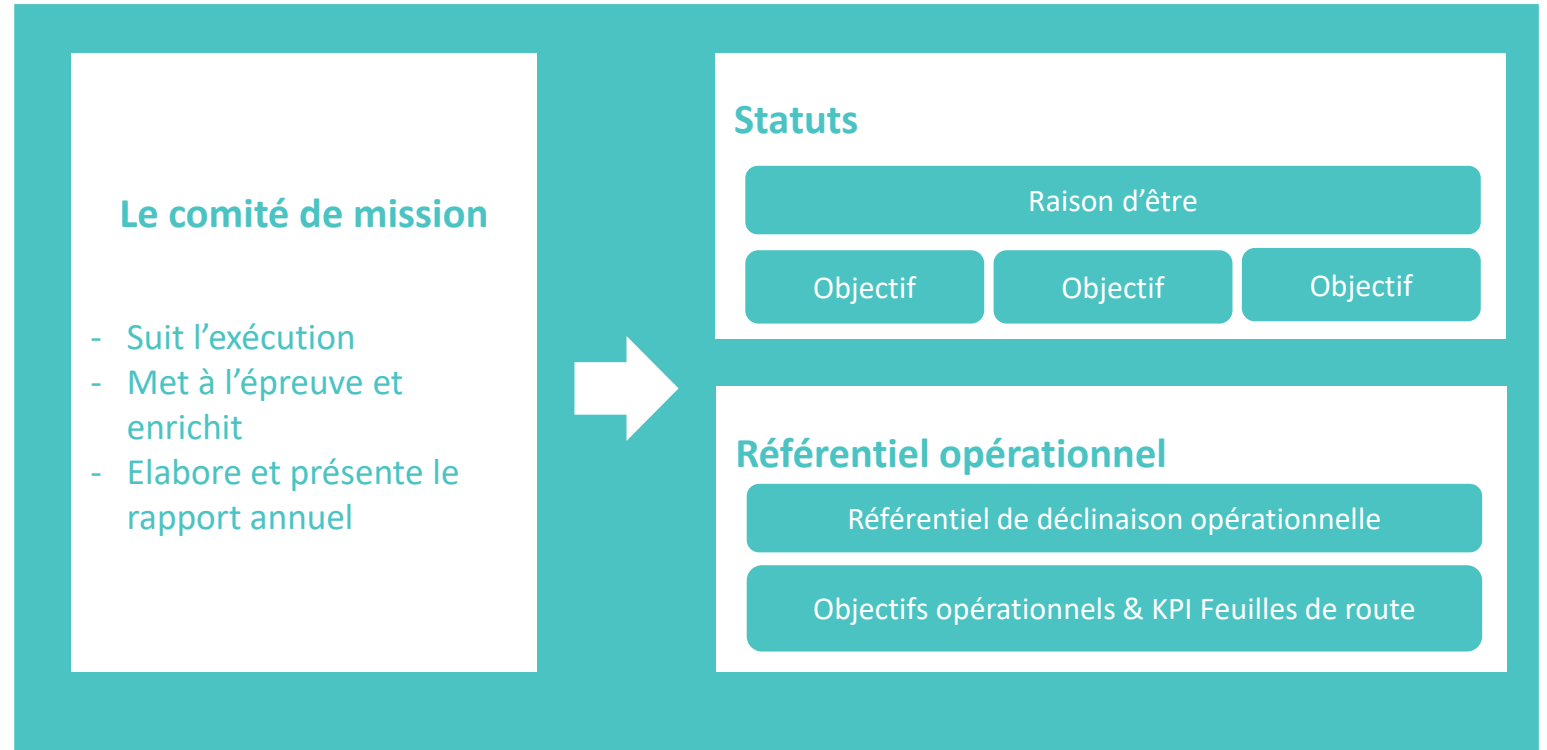 Le comité de mission
- Suit l’exécution
- Met à l’épreuve et
enrichit
- Elabore et présente le
rapport annuel
Statuts
Raison d’être
Objectif
Objectif
Objectif
Référentiel opérationnel
Référentiel de déclinaison opérationnelle
Objectifs opérationnels & KPI Feuilles de route